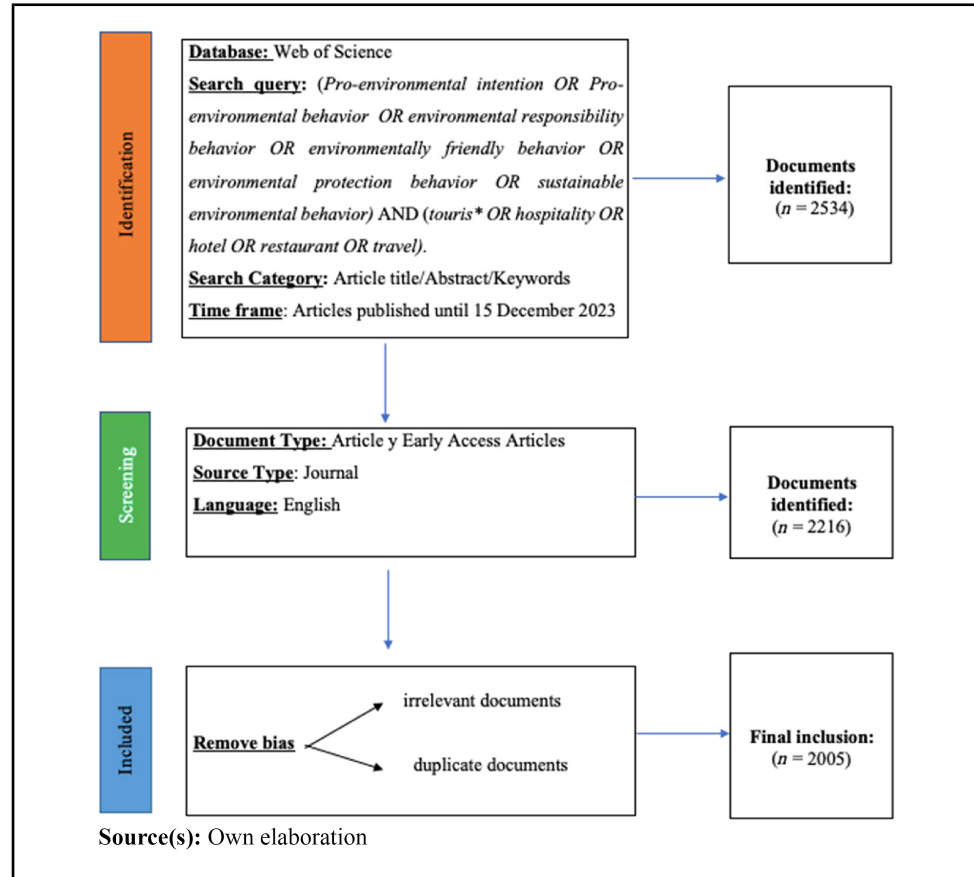 Identification
Database: Web of Science
Search query: (Pro-environmental intention OR Pro-
environmental behavior OR environmental responsibility
behavior OR environmentally friendly behavior OR
environmental protection behavior OR sustainable
environmental behavior) AND (touris* OR hospitality OR
hotel OR restaurant OR travel).
Search Category: Article title/Abstract/Keywords
Time frame: Articles published until 15 December 2023
Documents
identified:
(n = 2534)
Screening
Document Type: Article y Early Access Articles
Source Type: Journal
Language: English
Documents
identified:
(n = 2216)
Included
Remove bias
irrelevant documents
duplicate documents
Final inclusion:
(n = 2005)
Source(s): Own elaboration